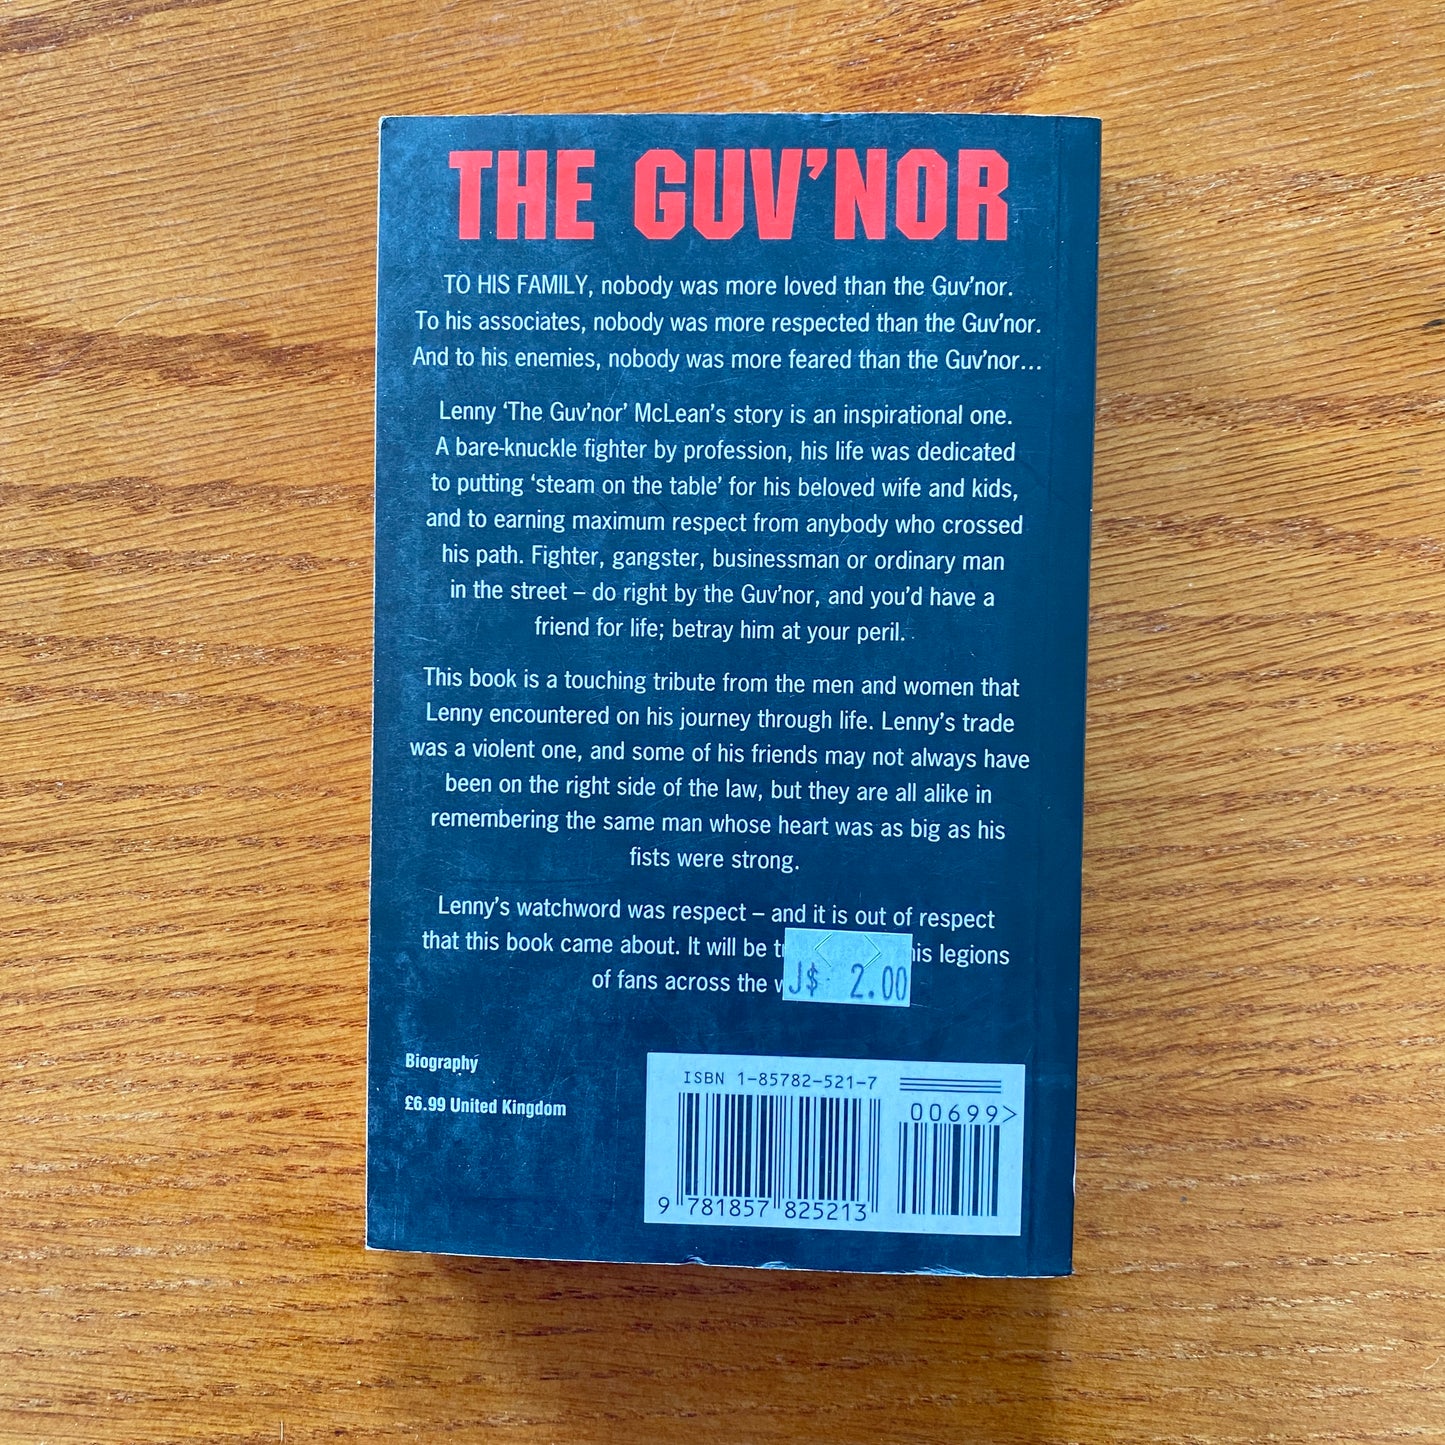 THE GUV'NOR
TO HIS FAMILY, nobody was more loved than the Guv'nor.
To his associates, nobody was more respected than the Guv'nor.
And to his enemies, nobody was more feared than the Guv'nor...
Lenny 'The Guv'nor' McLean's story is an inspirational one.
A bare-knuckle fighter by profession, his life was dedicated
to putting 'steam on the table' for his beloved wife and kids,
and to earning maximum respect from anybody who crossed
his path. Fighter, gangster, businessman or ordinary man
in the street – do right by the Guv'nor, and you'd have a
friend for life; betray him at your peril.
This book is a touching tribute from the men and women that
Lenny encountered on his journey through life. Lenny's trade
was a violent one, and some of his friends may not always have
been on the right side of the law, but they are all alike in
remembering the same man whose heart was as big as his
fists were strong.
Lenny's watchword was respect – and it is out of respect
that this book came about. It will be legions
of fans across the
J$ 2.00
Biography
£6.99 United Kingdom
ISBN 1-85782-521-7
00699>
9 781857 825213